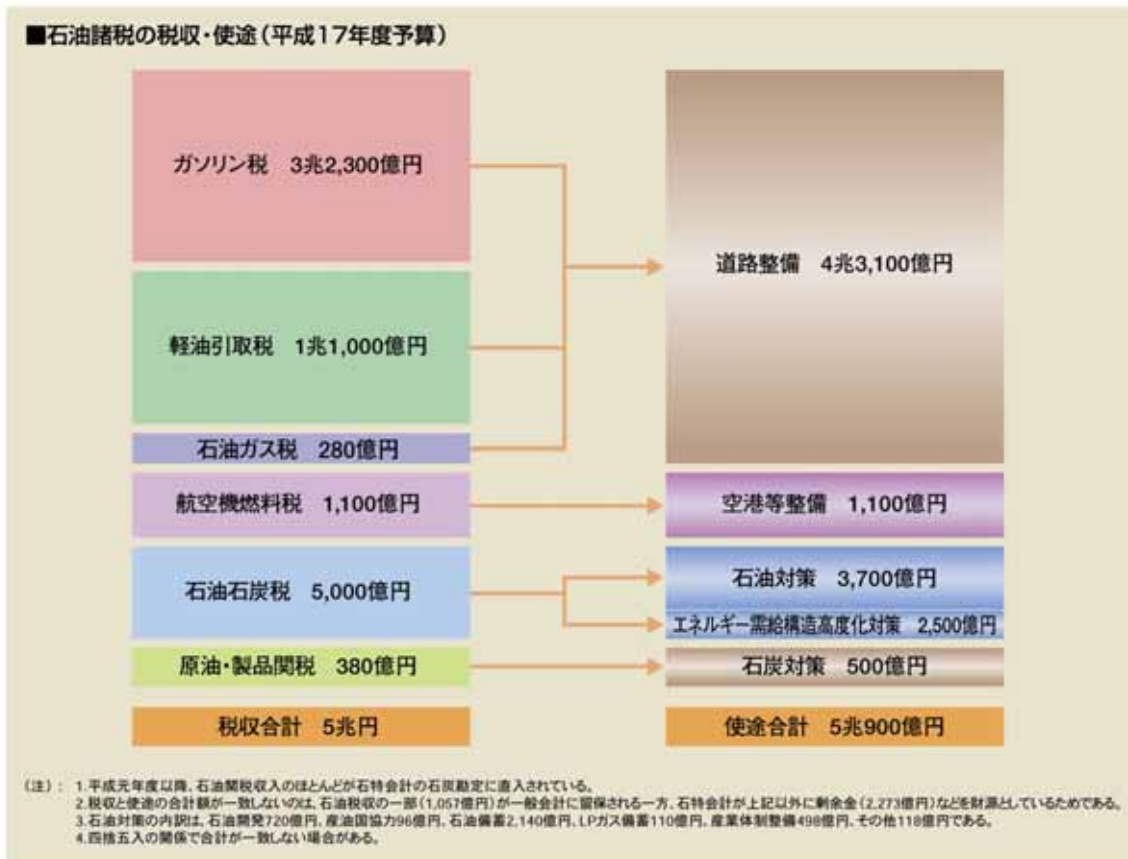 ■石油諸税の税収・使途(平成17年度予算)
ガソリン税 3兆2,300億円
軽油引取税 1兆1,000億円
石油ガス税 280億円
航空機燃料税 1,100億円
石油石炭税 5,000億円
原油・製品関税 380億円
税収合計 5兆円
道路整備 4兆3,100億円
空港等整備 1,100億円
石油対策 3,700億円
エネルギー需給構造高度化対策 2,500億円
石炭対策 500億円
使途合計 5兆900億円
(注): 1.平成元年度以降、石油関税収入のほとんどが石特会計の石炭勘定に直入されている。
2.税収と使途の合計額が一致しないのは、石油税収の一部(1,057億円)が一般会計に留保される一方、石特会計が上記以外に剰余金(2,273億円)などを財源としているためである。
3.石油対策の内訳は、石油開発720億円、産油国協力96億円、石油備蓄2,140億円、LPガス備蓄110億円、産業体制整備498億円、その他118億円である。
4.四捨五入の関係で合計が一致しない場合がある。